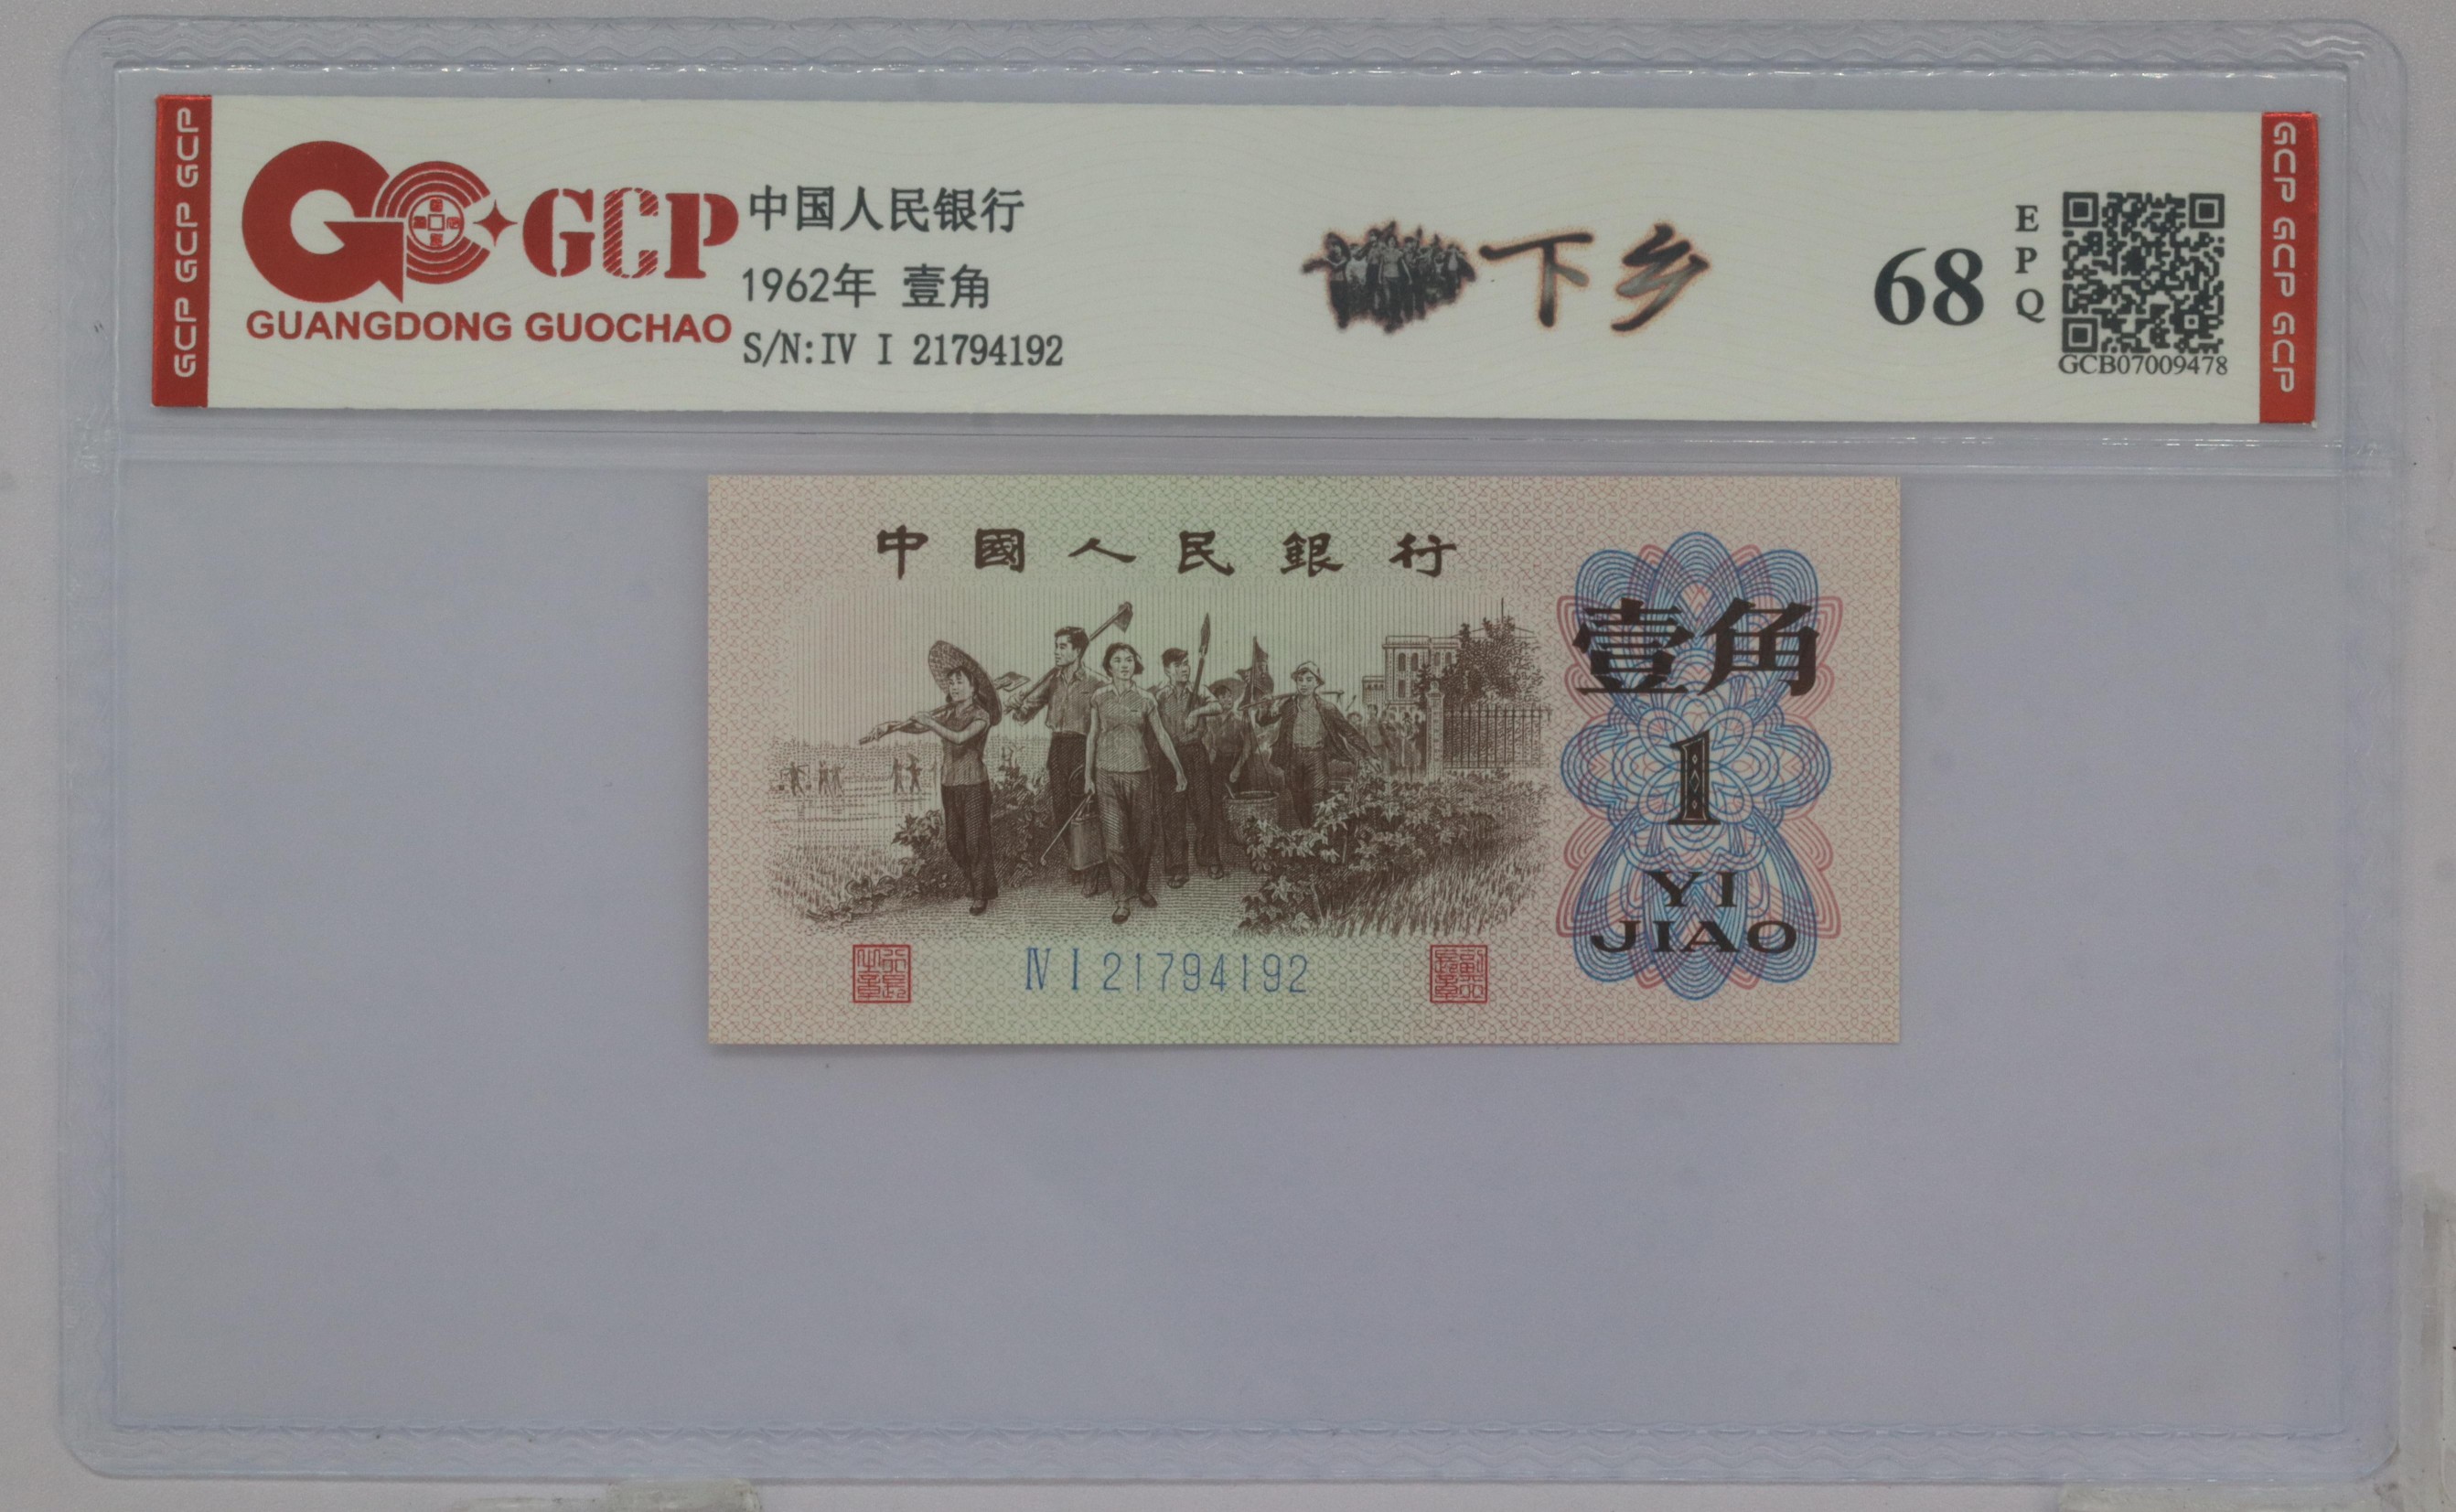 GCP GCP GCP
GCP
GUANGDONG GUOCHAO
中国人民银行
1962年 壹角
S/N:IV I 21794192
下乡
68
EPQ
GCB07009478
GCP GCP GCP
中國人民銀行
壹角
1
YI
JIAO
Ⅳ Ⅰ 21794192